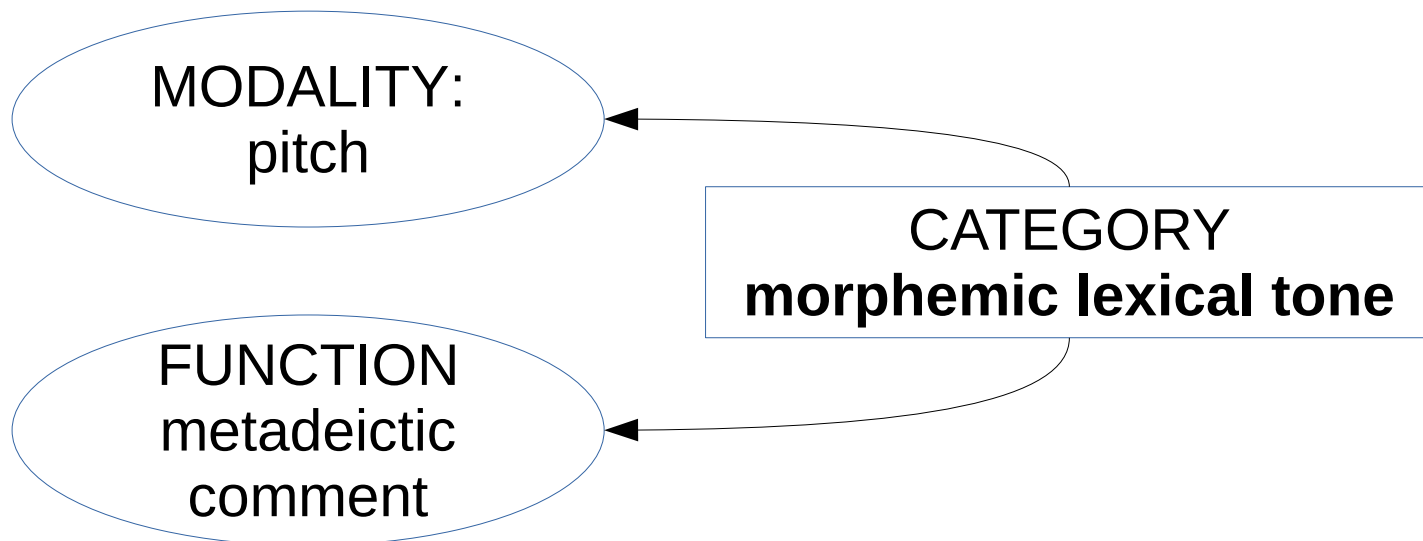 MODALITY:
pitch
CATEGORY
morphemic lexical tone
FUNCTION
metadeictic
comment